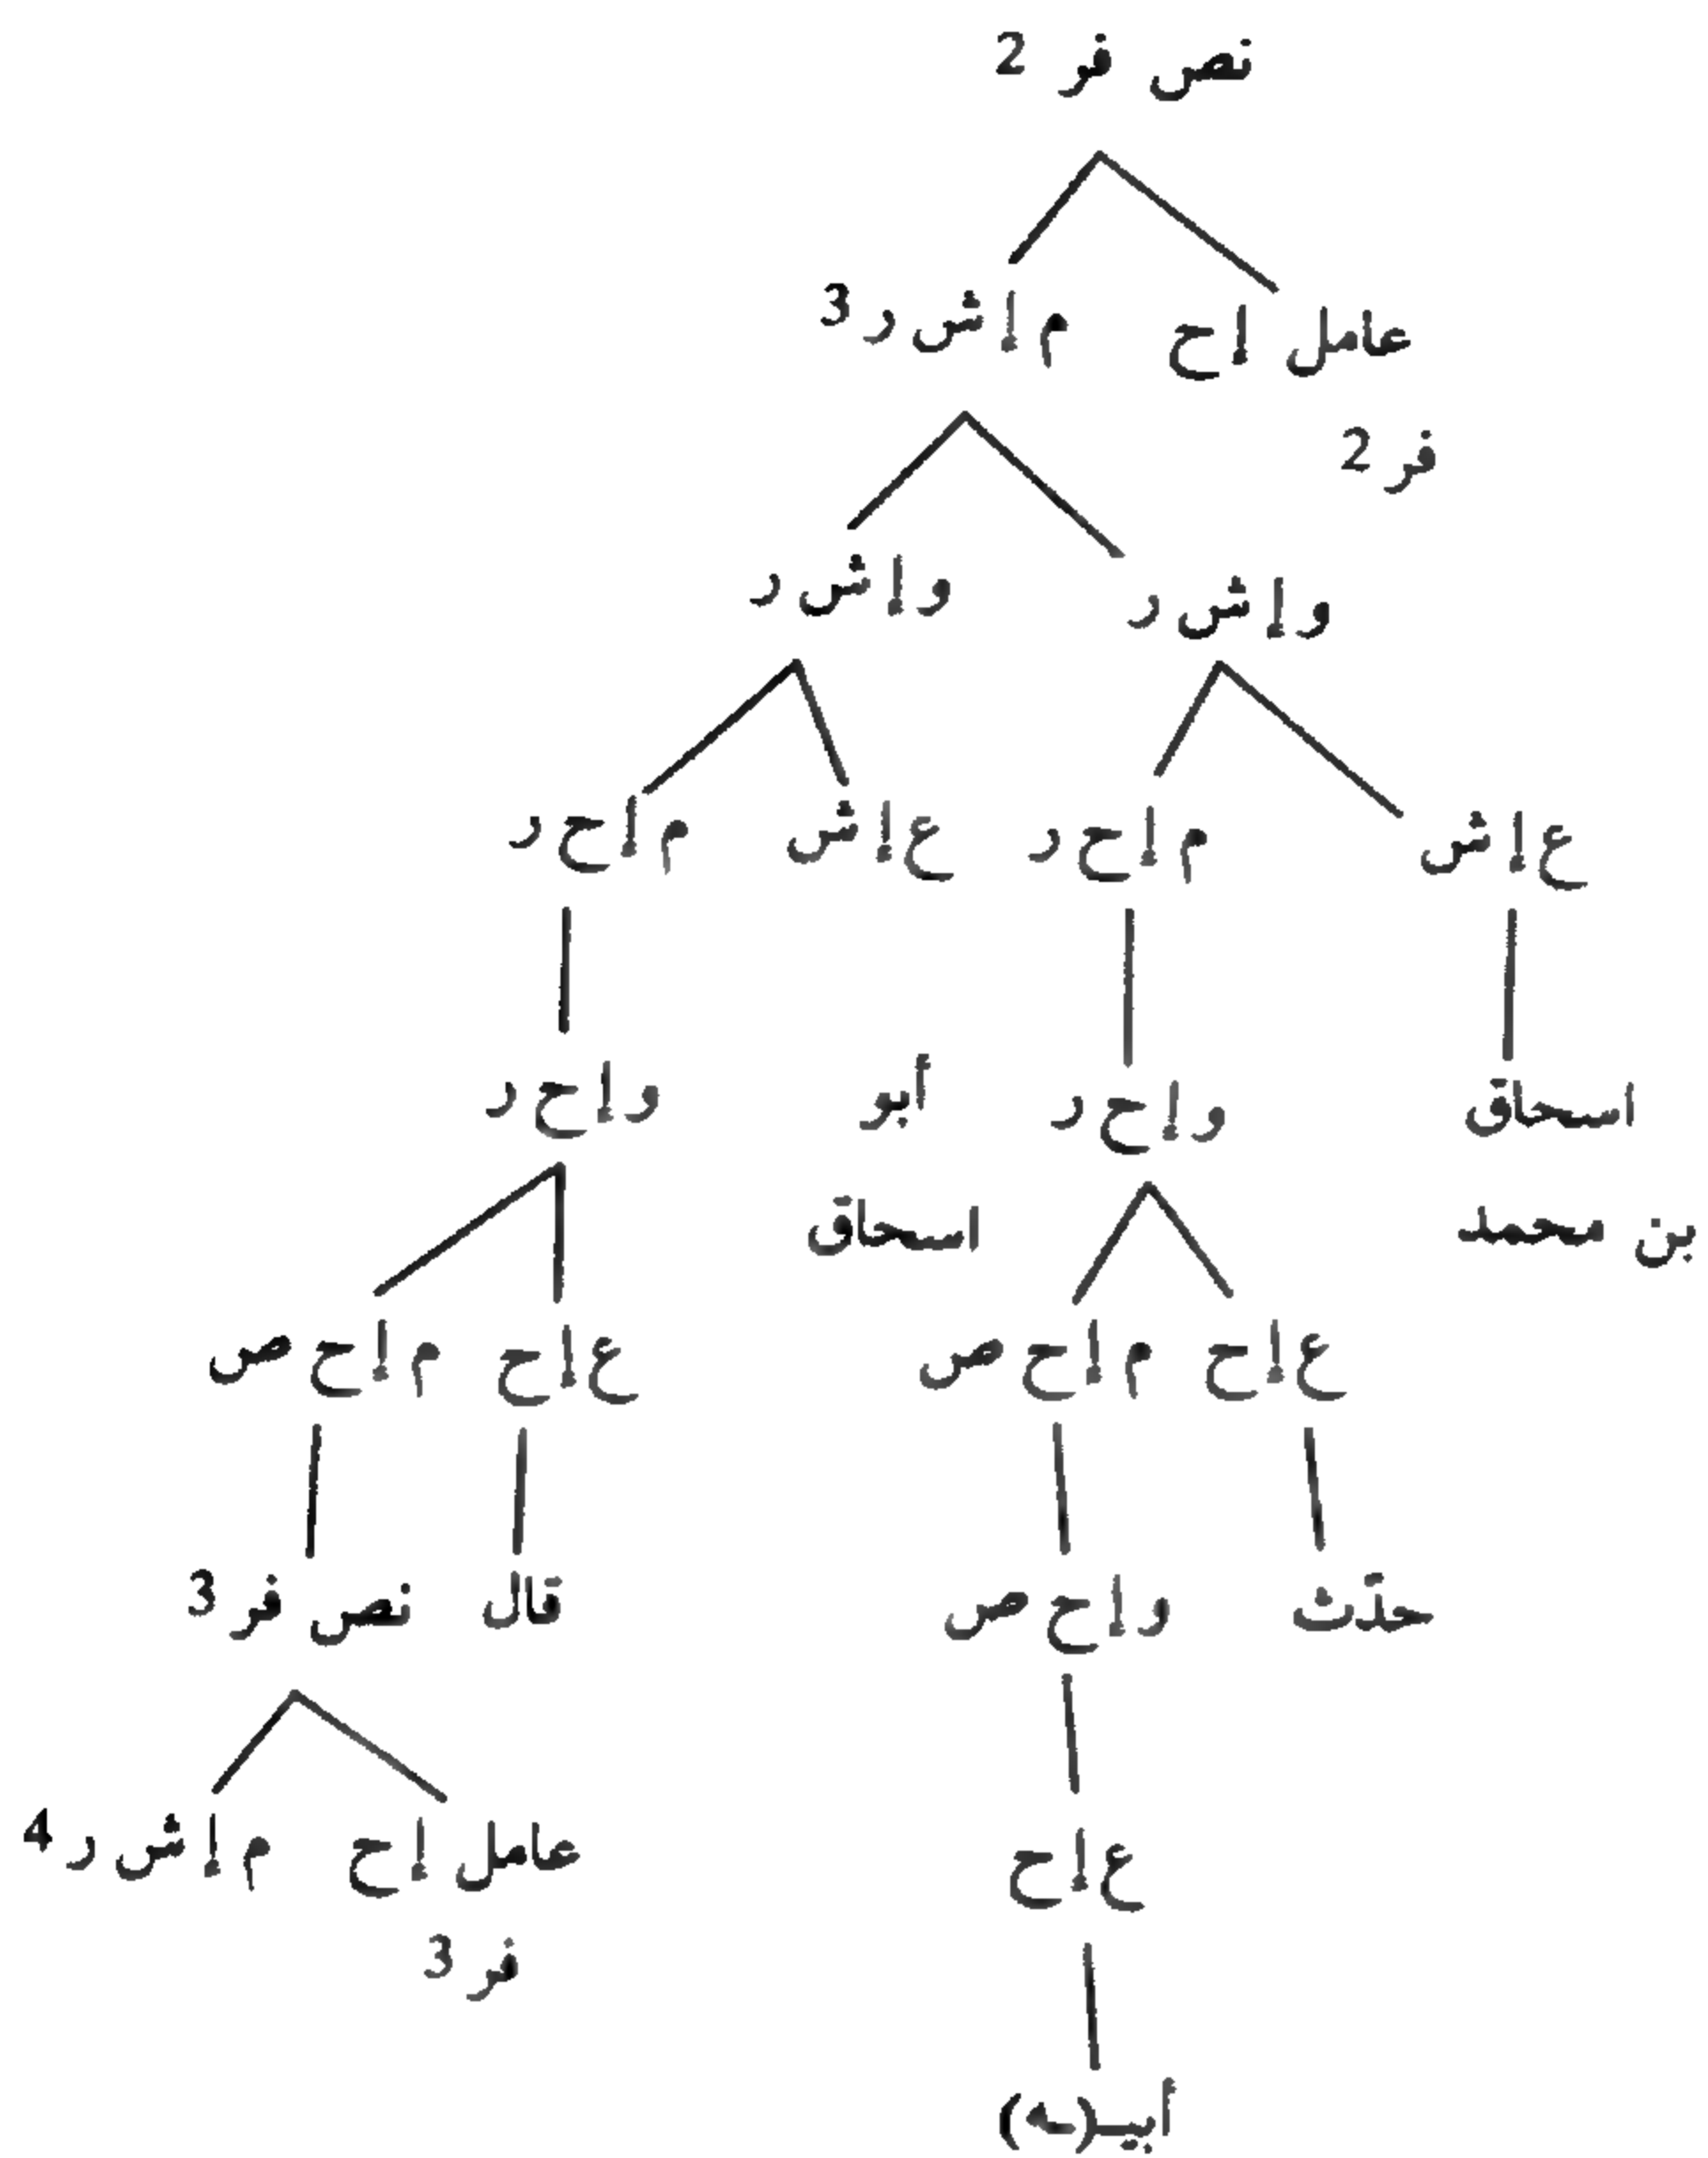 نص فر 2
عامل إح م إش ر 3
فر 2
و إش ر و إش ر
ع إش م إح ر ع إش م إح ر
اسحاق و إح ر أبو و إح ر
بن محمد اسحاق
ع إح م إح ص ع إح م إح ص
حدّث و إح ص قال نص فر 3
ع إح عامل إح م إش ر 4
فر 3
أبيـ(ـه)